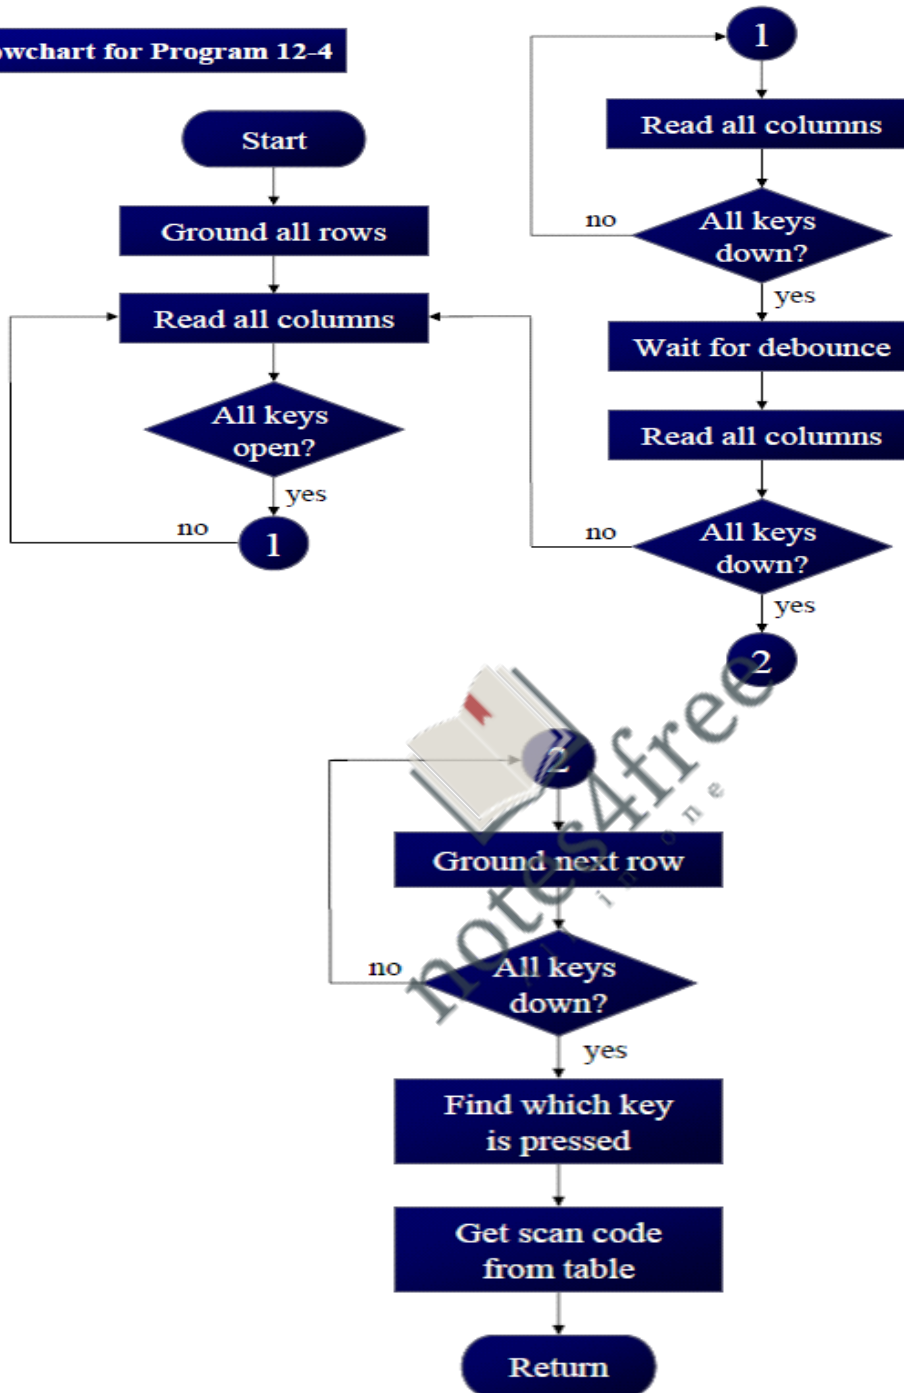 owchart for Program 12-4
Start
Ground all rows
Read all columns
All keys
open?
yes
no
1
1
Read all columns
All keys
down?
no
yes
Wait for debounce
Read all columns
All keys
down?
no
yes
2
2
Ground next row
All keys
down?
no
yes
Find which key
is pressed
Get scan code
from table
Return
notes4free
All in one